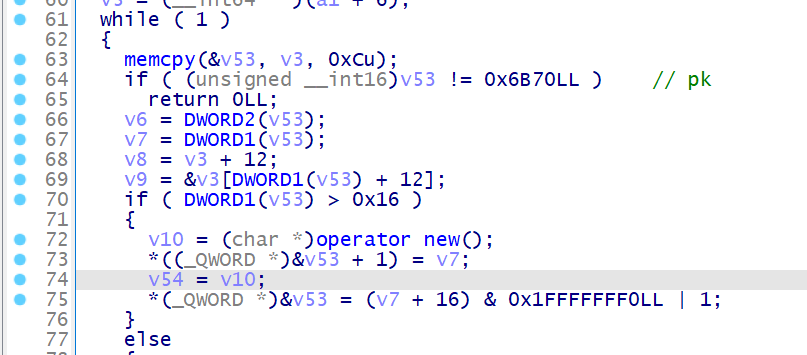 60 v3 = (__int64 *)(a1 + 6);
61 while ( 1 )
62 {
63 memcpy(&v53, v3, 0xCu);
64 if ( (unsigned __int16)v53 != 0x6B70LL ) // pk
65 return 0LL;
66 v6 = DWORD2(v53);
67 v7 = DWORD1(v53);
68 v8 = v3 + 12;
69 v9 = &v3[DWORD1(v53) + 12];
70 if ( DWORD1(v53) > 0x16 )
71 {
72 v10 = (char *)operator new();
73 *((_QWORD *)&v53 + 1) = v7;
74 v54 = v10;
75 *(_QWORD *)&v53 = (v7 + 16) & 0x1FFFFFFF0LL | 1;
76 }
77 else
78 {